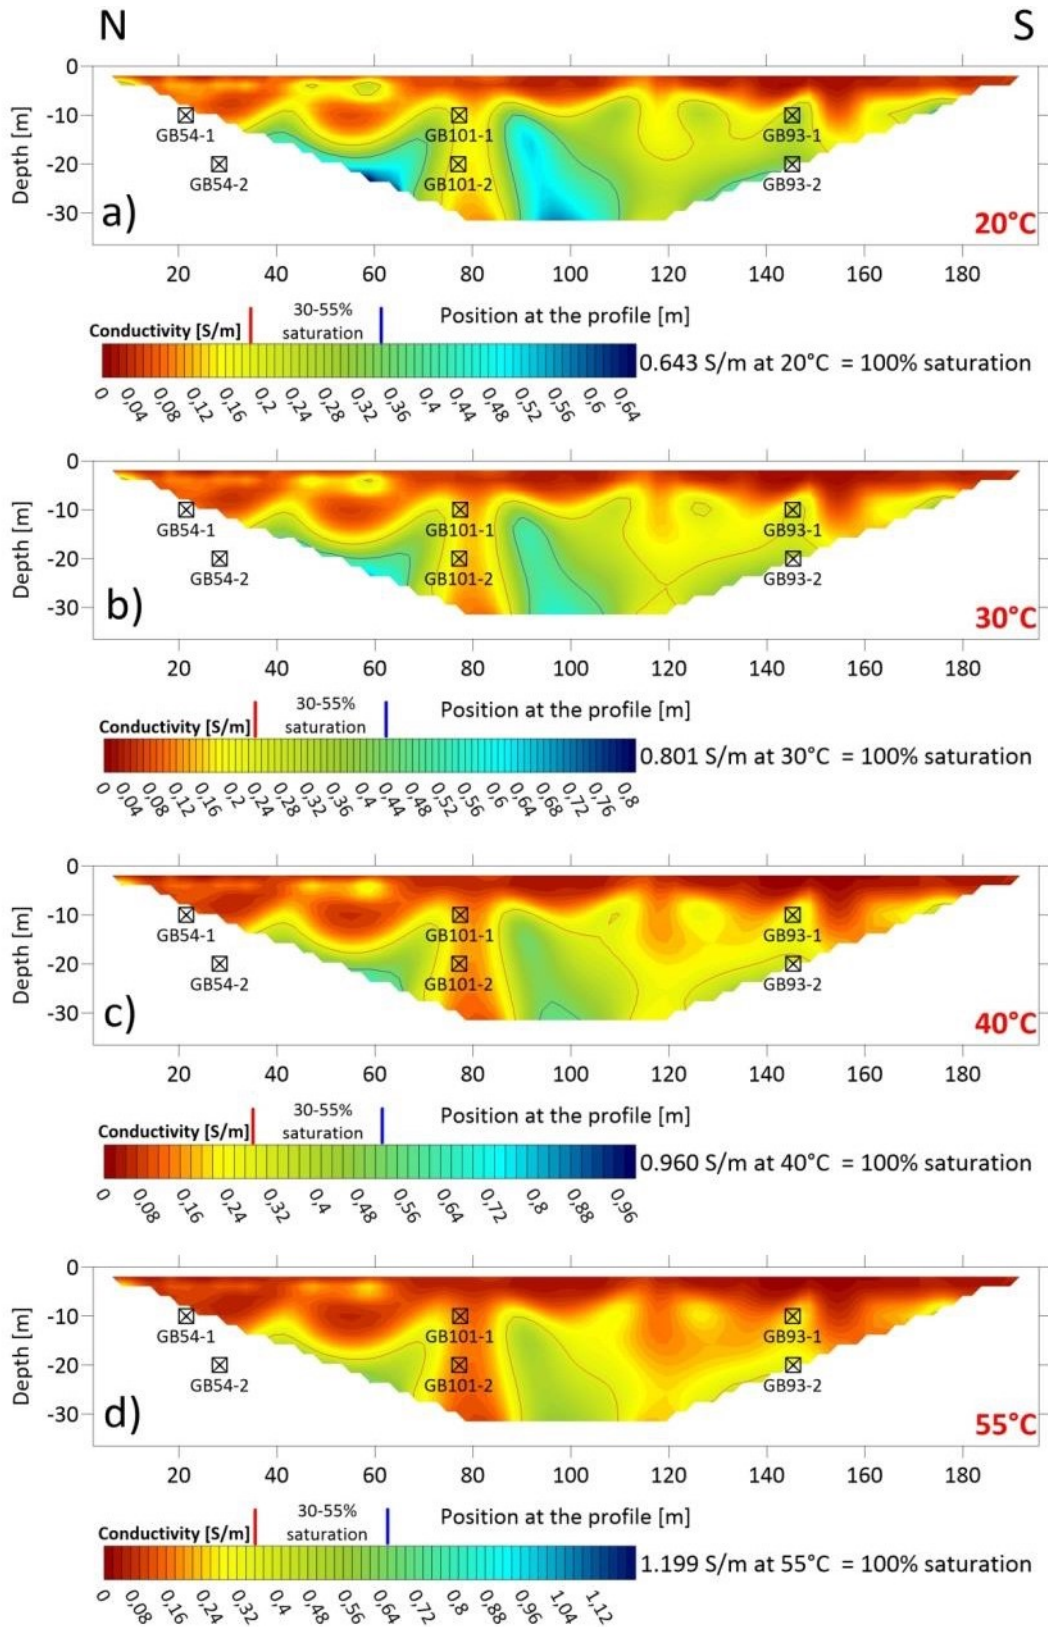 N S
0
-10
-20
-30
Depth [m]
GB54-1 GB101-1 GB93-1
GB54-2 GB101-2 GB93-2
a) 20°C
20 40 60 80 100 120 140 160 180
Position at the profile [m]
30-55%
saturation
Conductivity [S/m]
0.643 S/m at 20°C = 100% saturation
0 0,04 0,08 0,12 0,16 0,2 0,24 0,28 0,32 0,36 0,4 0,44 0,48 0,52 0,56 0,6 0,64
0
-10
-20
-30
Depth [m]
GB54-1 GB101-1 GB93-1
GB54-2 GB101-2 GB93-2
b) 30°C
20 40 60 80 100 120 140 160 180
Position at the profile [m]
30-55%
saturation
Conductivity [S/m]
0.801 S/m at 30°C = 100% saturation
0 0,04 0,08 0,12 0,16 0,2 0,24 0,28 0,32 0,36 0,4 0,44 0,48 0,52 0,56 0,6 0,64 0,68 0,72 0,76 0,8
0
-10
-20
-30
Depth [m]
GB54-1 GB101-1 GB93-1
GB54-2 GB101-2 GB93-2
c) 40°C
20 40 60 80 100 120 140 160 180
Position at the profile [m]
30-55%
saturation
Conductivity [S/m]
0.960 S/m at 40°C = 100% saturation
0 0,08 0,16 0,24 0,32 0,4 0,48 0,56 0,64 0,72 0,8 0,88 0,96
0
-10
-20
-30
Depth [m]
GB54-1 GB101-1 GB93-1
GB54-2 GB101-2 GB93-2
d) 55°C
20 40 60 80 100 120 140 160 180
Position at the profile [m]
30-55%
saturation
Conductivity [S/m]
1.199 S/m at 55°C = 100% saturation
0 0,08 0,16 0,24 0,32 0,4 0,48 0,56 0,64 0,72 0,8 0,88 0,96 1,04 1,12